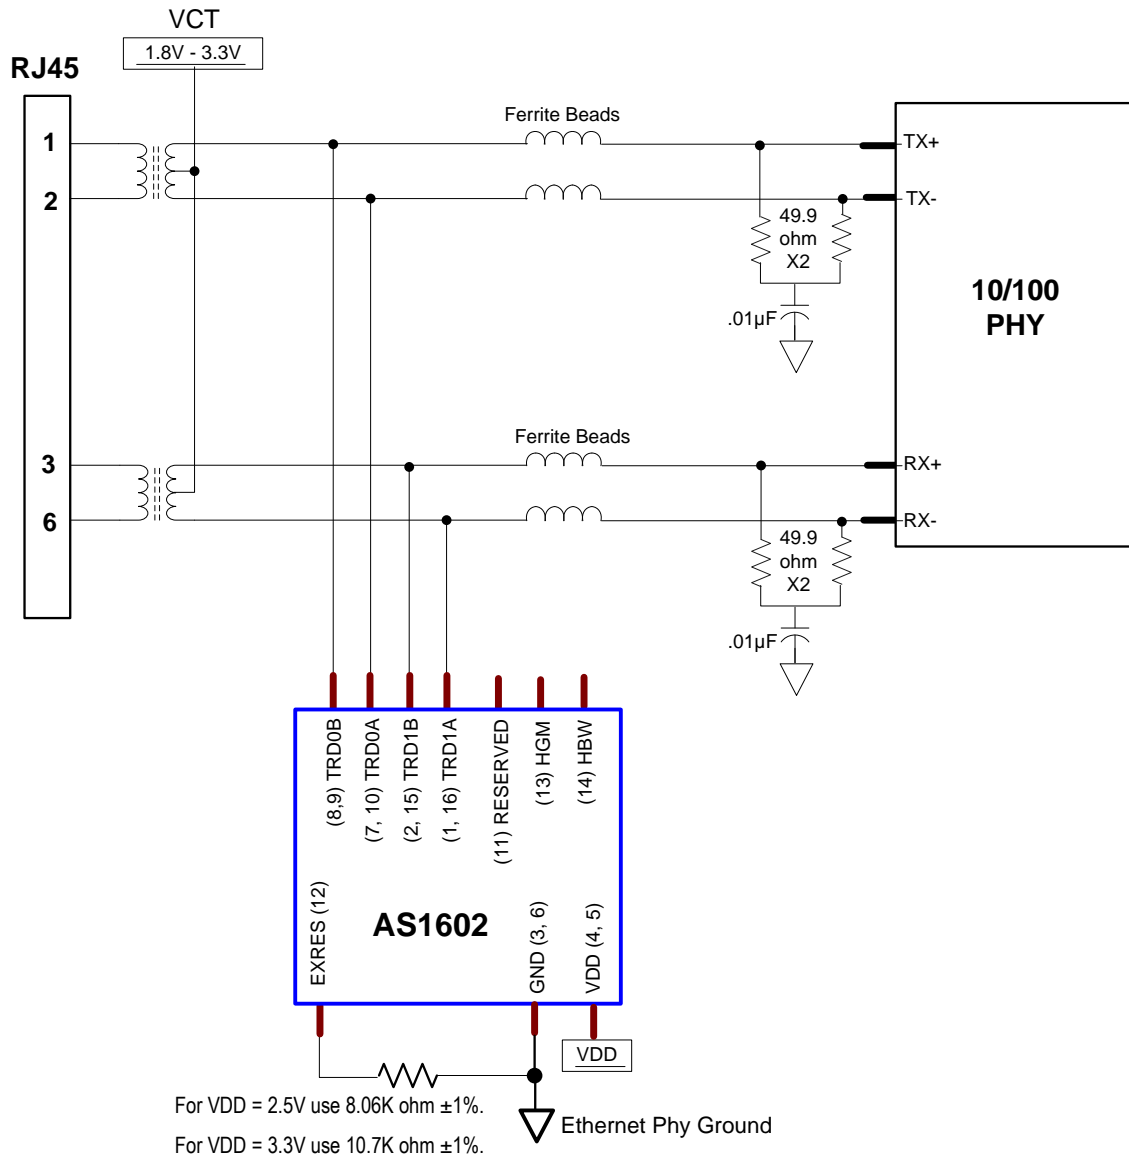 VCT
1.8V - 3.3V
RJ45
Ferrite Beads
1
TX+
2
TX-
49.9
ohm
X2
10/100
PHY
.01µF
Ferrite Beads
3
RX+
6
RX-
49.9
ohm
X2
.01µF
(8,9) TRD0B
(7, 10) TRD0A
(2, 15) TRD1B
(1, 16) TRD1A
(11) RESERVED
(13) HGM
(14) HBW
AS1602
EXRES (12)
GND (3, 6)
VDD (4, 5)
VDD
For VDD = 2.5V use 8.06K ohm ±1%.
Ethernet Phy Ground
For VDD = 3.3V use 10.7K ohm ±1%.